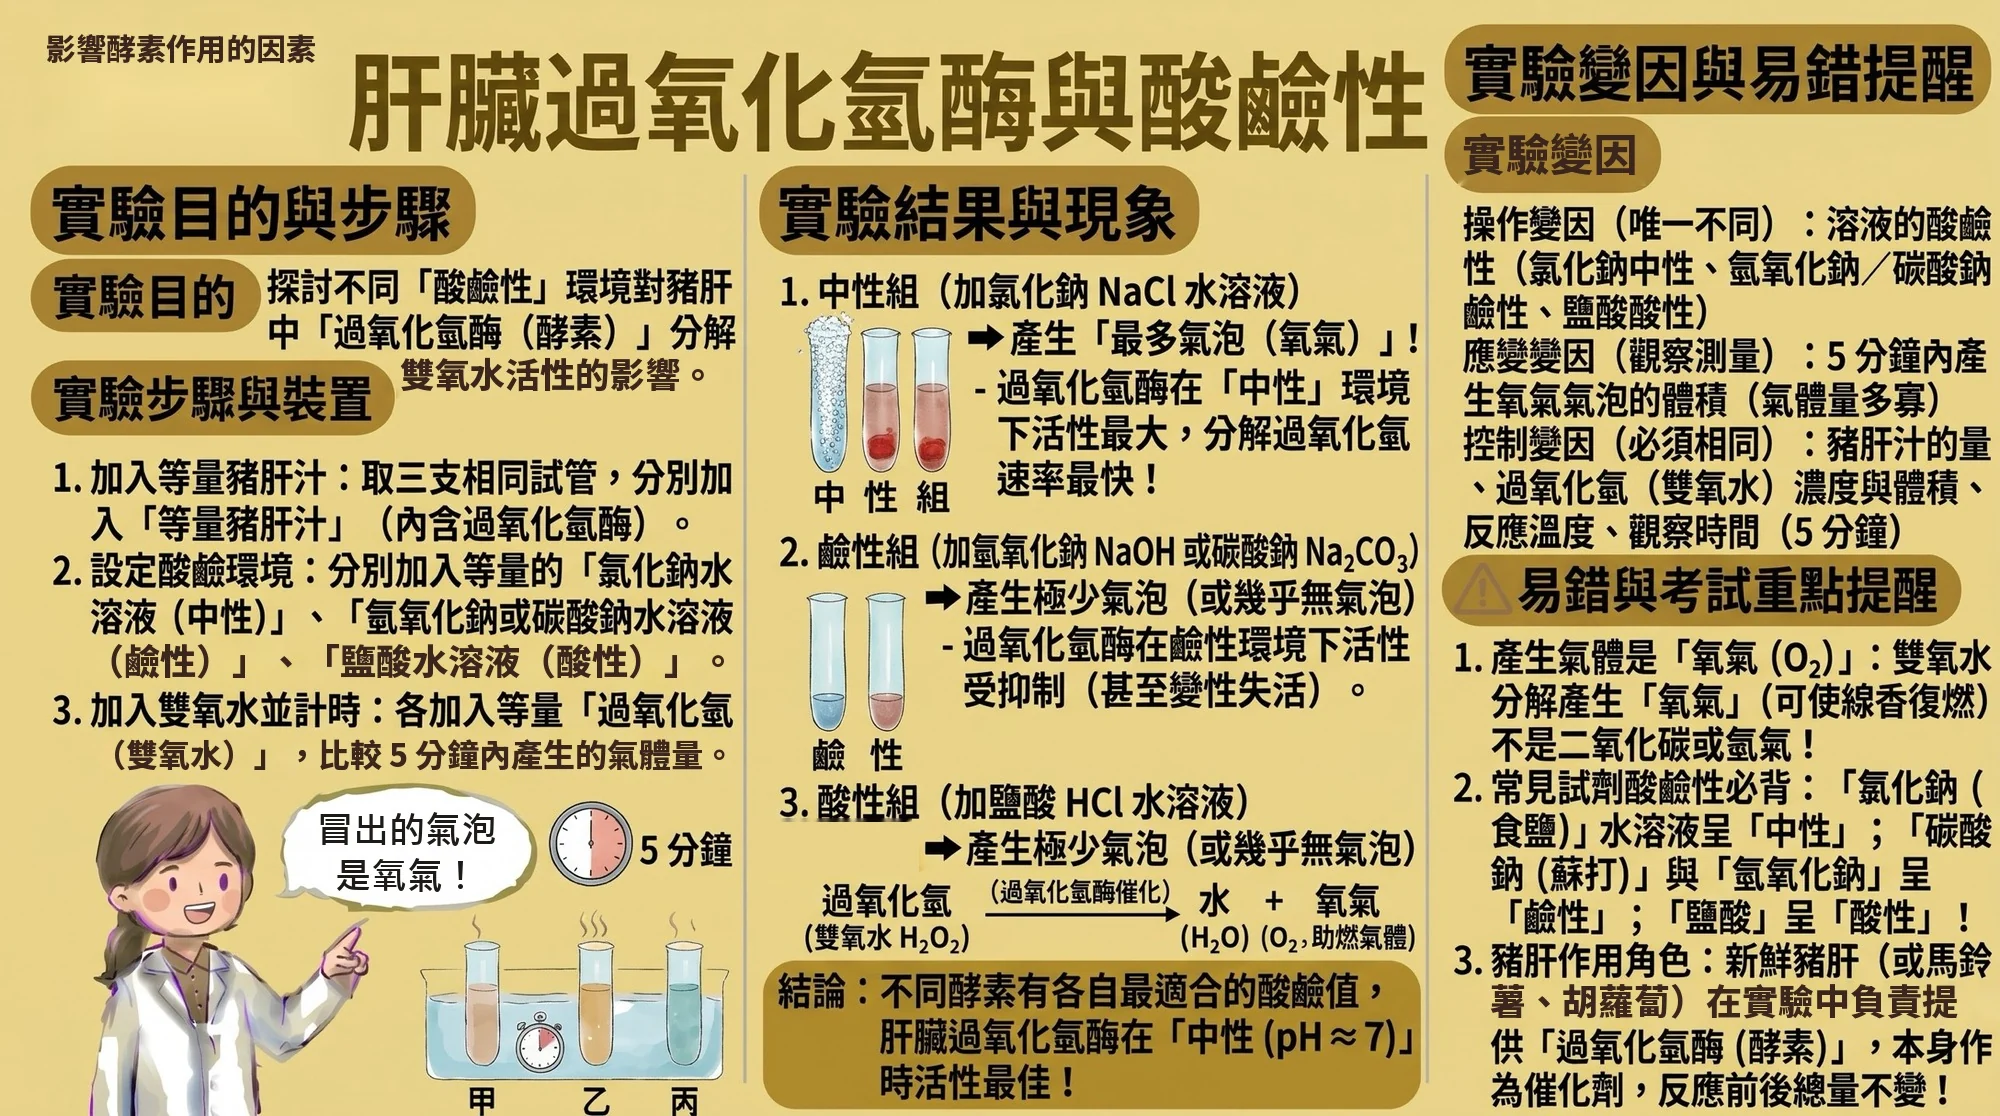 影響酵素作用的因素
肝臟過氧化氫酶與酸鹼性
實驗目的與步驟
實驗目的
探討不同「酸鹼性」環境對豬肝
中「過氧化氫酶（酵素）」分解
雙氧水活性的影響。
實驗步驟與裝置
1. 加入等量豬肝汁：取三支相同試管，分別加
入「等量豬肝汁」（內含過氧化氫酶）。
2. 設定酸鹼環境：分別加入等量的「氯化鈉水
溶液（中性）」、「氫氧化鈉或碳酸鈉水溶液
（鹼性）」、「鹽酸水溶液（酸性）」。
3. 加入雙氧水並計時：各加入等量「過氧化氫
（雙氧水）」，比較 5 分鐘內產生的氣體量。
冒出的氣泡
是氧氣！
5 分鐘
甲 乙 丙
實驗結果與現象
1. 中性組（加氯化鈉 NaCl 水溶液）
➡產生「最多氣泡（氧氣）」！
- 過氧化氫酶在「中性」環境
下活性最大，分解過氧化氫
速率最快！
中 性 組
2. 鹼性組（加氫氧化鈉 NaOH 或碳酸鈉 Na₂CO₃）
➡產生極少氣泡（或幾乎無氣泡）
- 過氧化氫酶在鹼性環境下活性
受抑制（甚至變性失活）。
鹼 性
3. 酸性組（加鹽酸 HCl 水溶液）
➡產生極少氣泡（或幾乎無氣泡）
過氧化氫 （過氧化氫酶催化） 水 + 氧氣
(雙氧水 H₂O₂) (H₂O) (O₂，助燃氣體)
結論：不同酵素有各自最適合的酸鹼值，
肝臟過氧化氫酶在「中性 (pH ≈ 7)」
時活性最佳！
實驗變因與易錯提醒
實驗變因
操作變因（唯一不同）：溶液的酸鹼
性（氯化鈉中性、氫氧化鈉／碳酸鈉
鹼性、鹽酸酸性）
應變變因（觀察測量）：5 分鐘內產
生氧氣氣泡的體積（氣體量多寡）
控制變因（必須相同）：豬肝汁的量
、過氧化氫（雙氧水）濃度與體積、
反應溫度、觀察時間（5 分鐘）
易錯與考試重點提醒
1. 產生氣體是「氧氣 (O₂)」：雙氧水
分解產生「氧氣」（可使線香復燃）
不是二氧化碳或氫氣！
2. 常見試劑酸鹼性必背：「氯化鈉 (
食鹽)」水溶液呈「中性」；「碳酸
鈉 (蘇打)」與「氫氧化鈉」呈
「鹼性」；「鹽酸」呈「酸性」！
3. 豬肝作用角色：新鮮豬肝（或馬鈴
薯、胡蘿蔔）在實驗中負責提
供「過氧化氫酶 (酵素)」，本身作
為催化劑，反應前後總量不變！